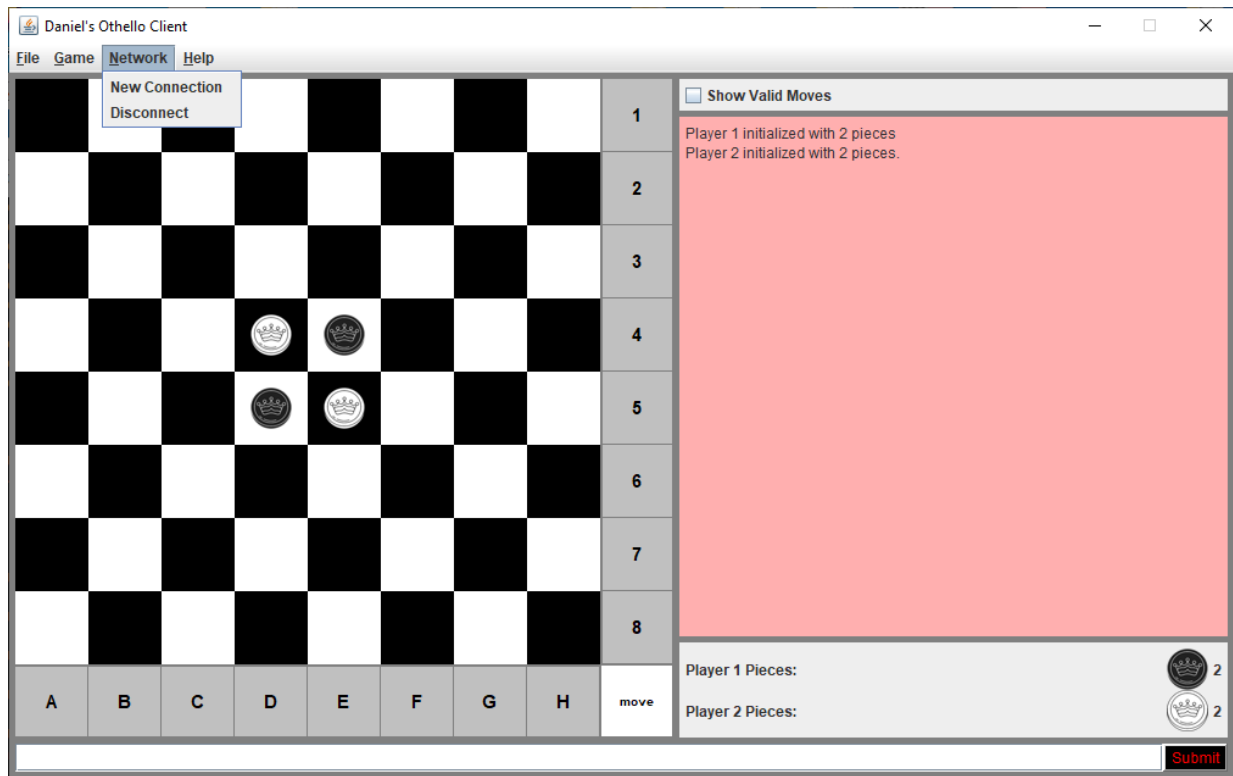 Daniel's Othello Client
File Game Network Help
New Connection
Disconnect
1
2
3
4
5
6
7
8
A B C D E F G H move
Show Valid Moves
Player 1 initialized with 2 pieces
Player 2 initialized with 2 pieces.
Player 1 Pieces: 2
Player 2 Pieces: 2
Submit